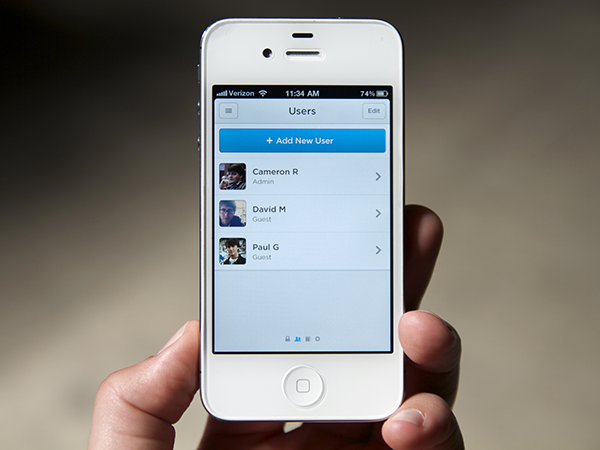 Verizon 11:34 AM 74%
Users Edit
+ Add New User
Cameron R
Admin
David M
Guest
Paul G
Guest